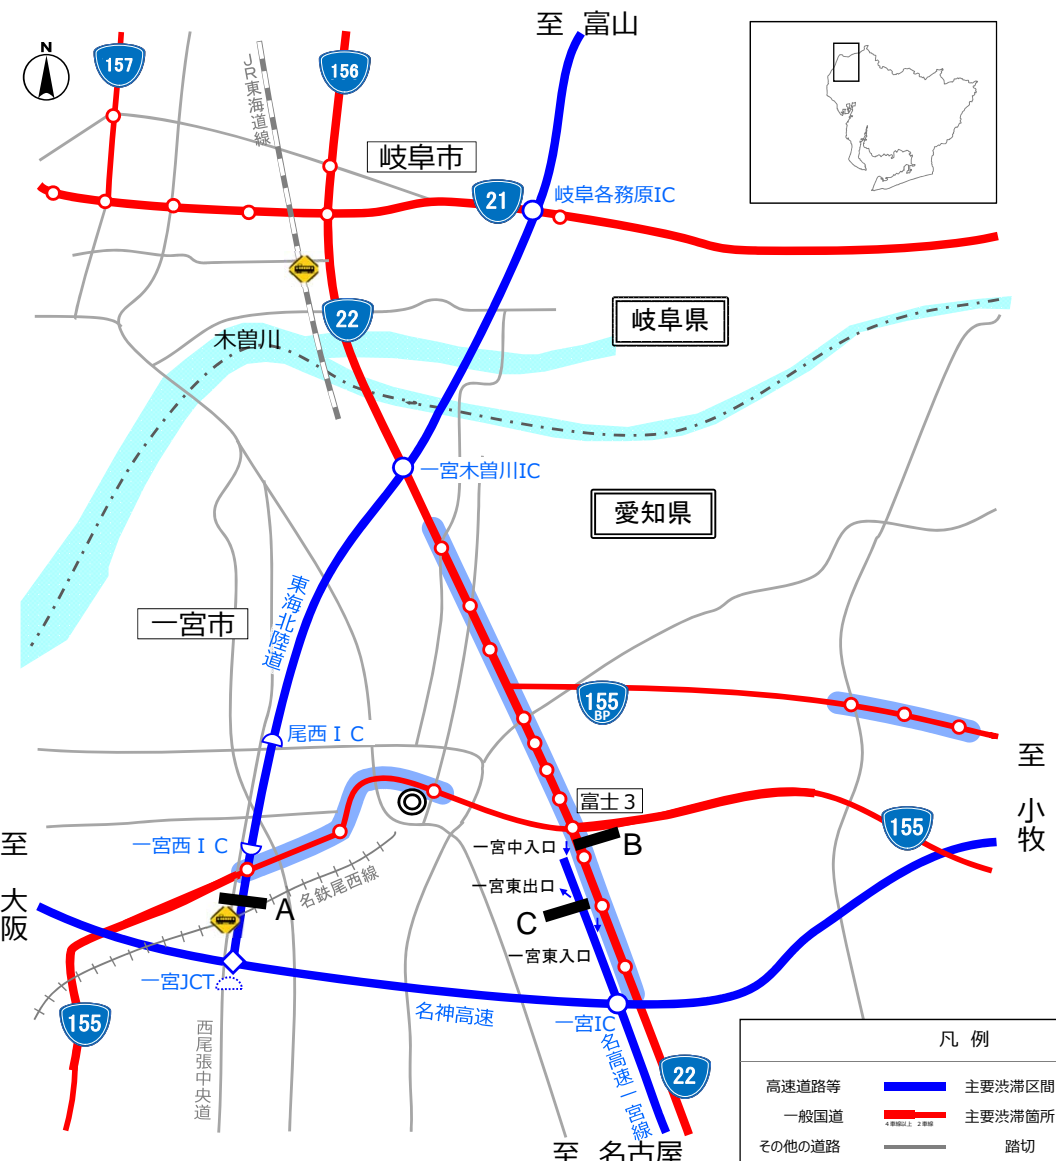 至 富山
N
157
156
JR東海道線
岐阜市
21
岐阜各務原IC
22
岐阜県
木曽川
一宮木曽川IC
愛知県
東海北陸道
一宮市
155
BP
尾西ＩＣ
至 小牧
富士３
155
一宮西ＩＣ
一宮中入口
B
至 大阪
名鉄尾西線
一宮東出口
A
C
一宮東入口
一宮JCT
155
名神高速
一宮IC
西尾張中央道
名高速一宮線
22
至 名古屋
凡 例
高速道路等
主要渋滞区間
一般国道
４車線以上 ２車線
主要渋滞箇所
その他の道路
踏切